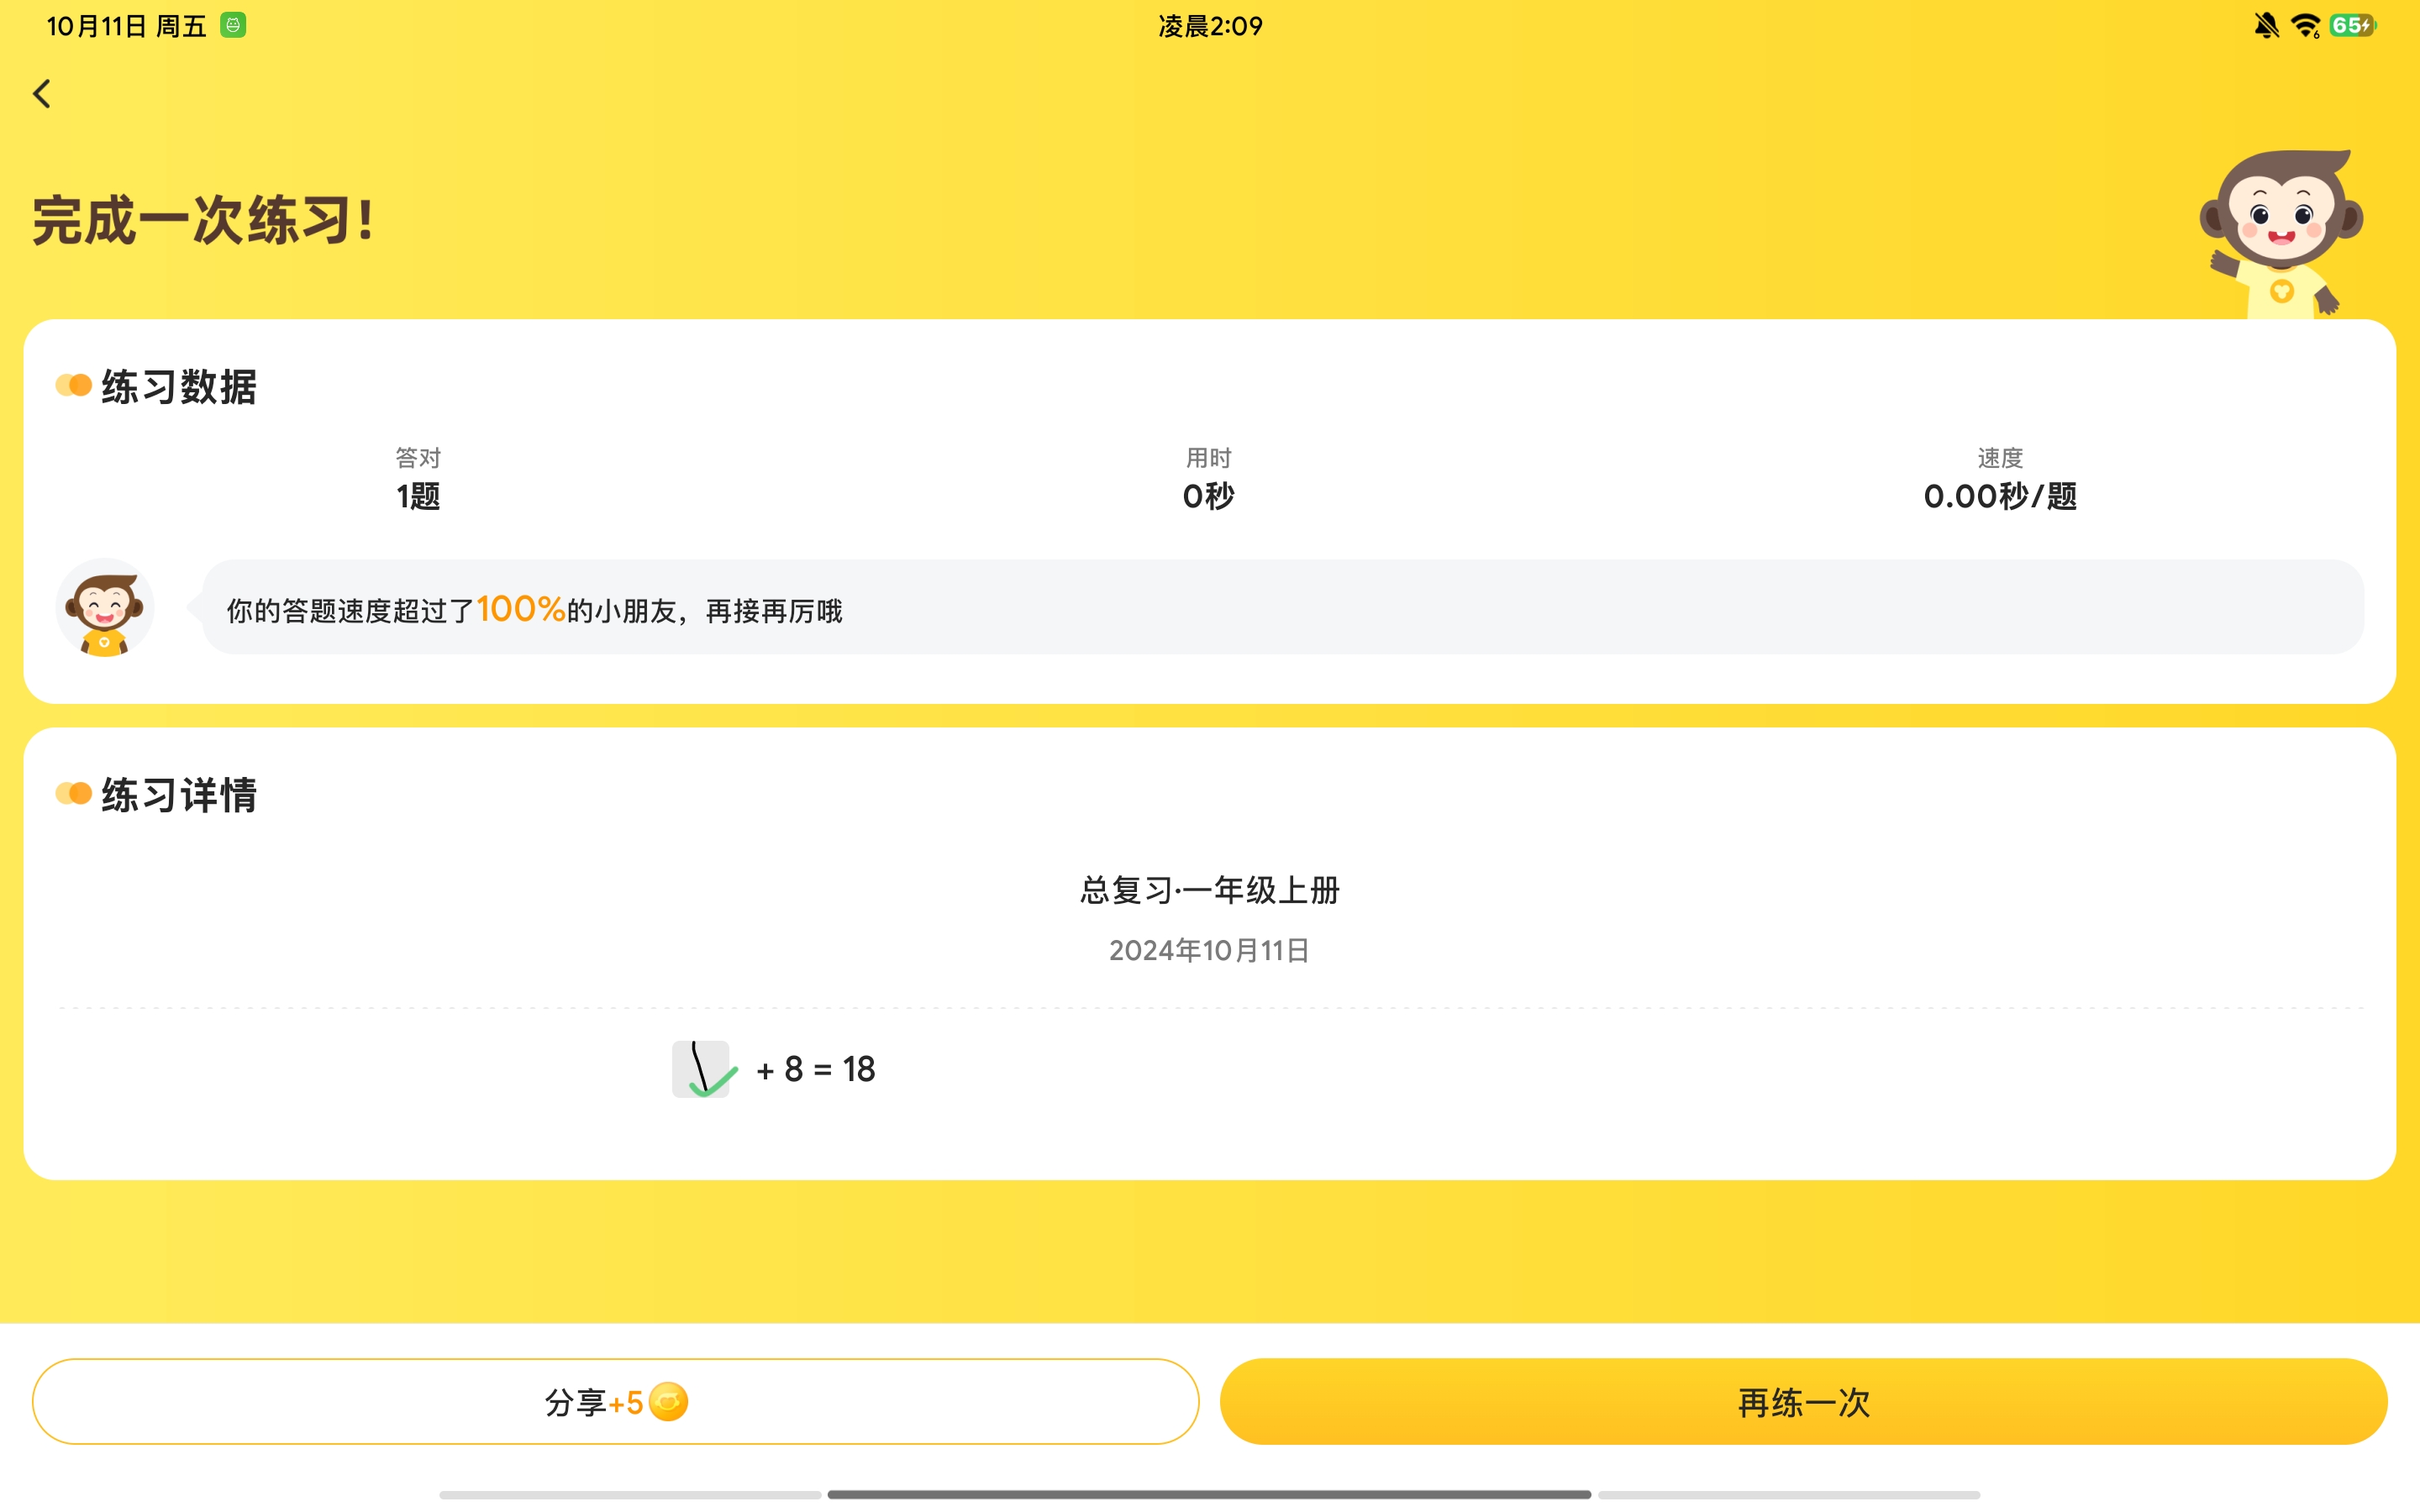 10月11日 周五
凌晨2:09
65
完成一次练习!
练习数据
答对
1题
用时
0秒
速度
0.00秒/题
你的答题速度超过了100%的小朋友，再接再厉哦
练习详情
总复习·一年级上册
2024年10月11日
+ 8 = 18
分享+5
再练一次